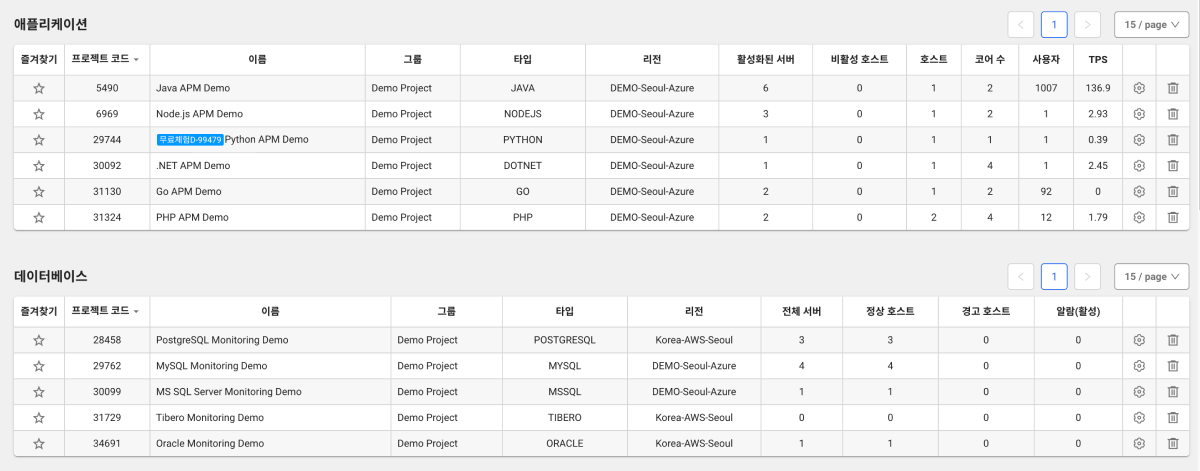 애플리케이션
< 1 > 15 / page
즐겨찾기 프로젝트 코드 이름 그룹 타입 리전 활성화된 서버 비활성 호스트 호스트 코어 수 사용자 TPS
5490 Java APM Demo Demo Project JAVA DEMO-Seoul-Azure 6 0 1 2 1007 136.9
6969 Node.js APM Demo Demo Project NODEJS DEMO-Seoul-Azure 3 0 1 2 1 2.93
29744 무료체험D-99479 Python APM Demo Demo Project PYTHON DEMO-Seoul-Azure 1 0 1 1 1 0.39
30092 .NET APM Demo Demo Project DOTNET DEMO-Seoul-Azure 1 0 1 4 1 2.45
31130 Go APM Demo Demo Project GO DEMO-Seoul-Azure 2 0 1 2 92 0
31324 PHP APM Demo Demo Project PHP DEMO-Seoul-Azure 2 0 2 4 12 1.79
데이터베이스
< 1 > 15 / page
즐겨찾기 프로젝트 코드 이름 그룹 타입 리전 전체 서버 정상 호스트 경고 호스트 알람(활성)
28458 PostgreSQL Monitoring Demo Demo Project POSTGRESQL Korea-AWS-Seoul 3 3 0 0
29762 MySQL Monitoring Demo Demo Project MYSQL DEMO-Seoul-Azure 4 4 0 0
30099 MS SQL Server Monitoring Demo Demo Project MSSQL DEMO-Seoul-Azure 1 1 0 0
31729 Tibero Monitoring Demo Demo Project TIBERO Korea-AWS-Seoul 0 0 0 0
34691 Oracle Monitoring Demo Demo Project ORACLE Korea-AWS-Seoul 1 1 0 0